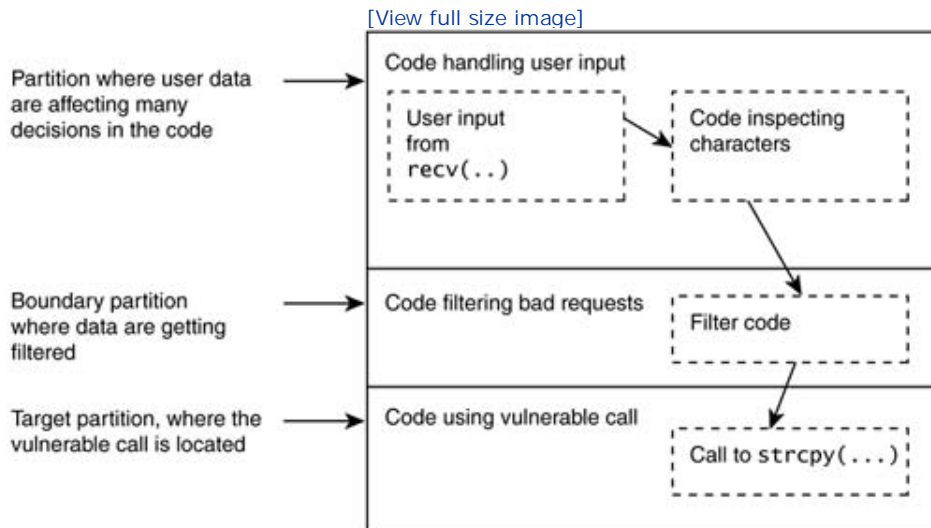 [View full size image]
Partition where user data
are affecting many
decisions in the code
Code handling user input
User input
from
recv(..)
Code inspecting
characters
Boundary partition
where data are getting
filtered
Code filtering bad requests
Filter code
Target partition, where the
vulnerable call is located
Code using vulnerable call
Call to strcpy(...)